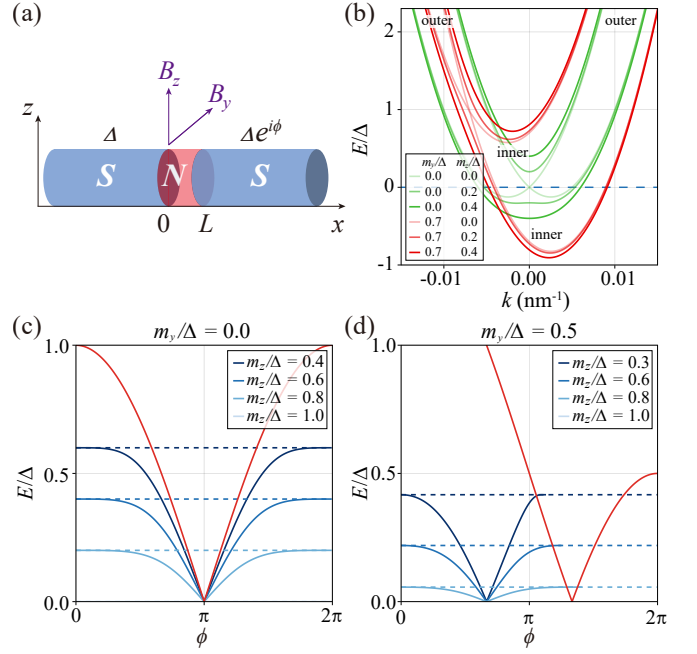 (a)
B_z
B_y
z
Δ
Δe^{iϕ}
S
N
S
0
L
x
(b)
outer
outer
inner
inner
E/Δ
2
1
0
-1
m_y/Δ m_z/Δ
0.0 0.0
0.0 0.2
0.0 0.4
0.7 0.0
0.7 0.2
0.7 0.4
-0.01
0.00
0.01
k (nm⁻¹)
(c)
m_y/Δ = 0.0
m_z/Δ = 0.4
m_z/Δ = 0.6
m_z/Δ = 0.8
m_z/Δ = 1.0
E/Δ
1.0
0.5
0.0
0
π
2π
ϕ
(d)
m_y/Δ = 0.5
m_z/Δ = 0.3
m_z/Δ = 0.6
m_z/Δ = 0.8
m_z/Δ = 1.0
E/Δ
1.0
0.5
0.0
0
π
2π
ϕ